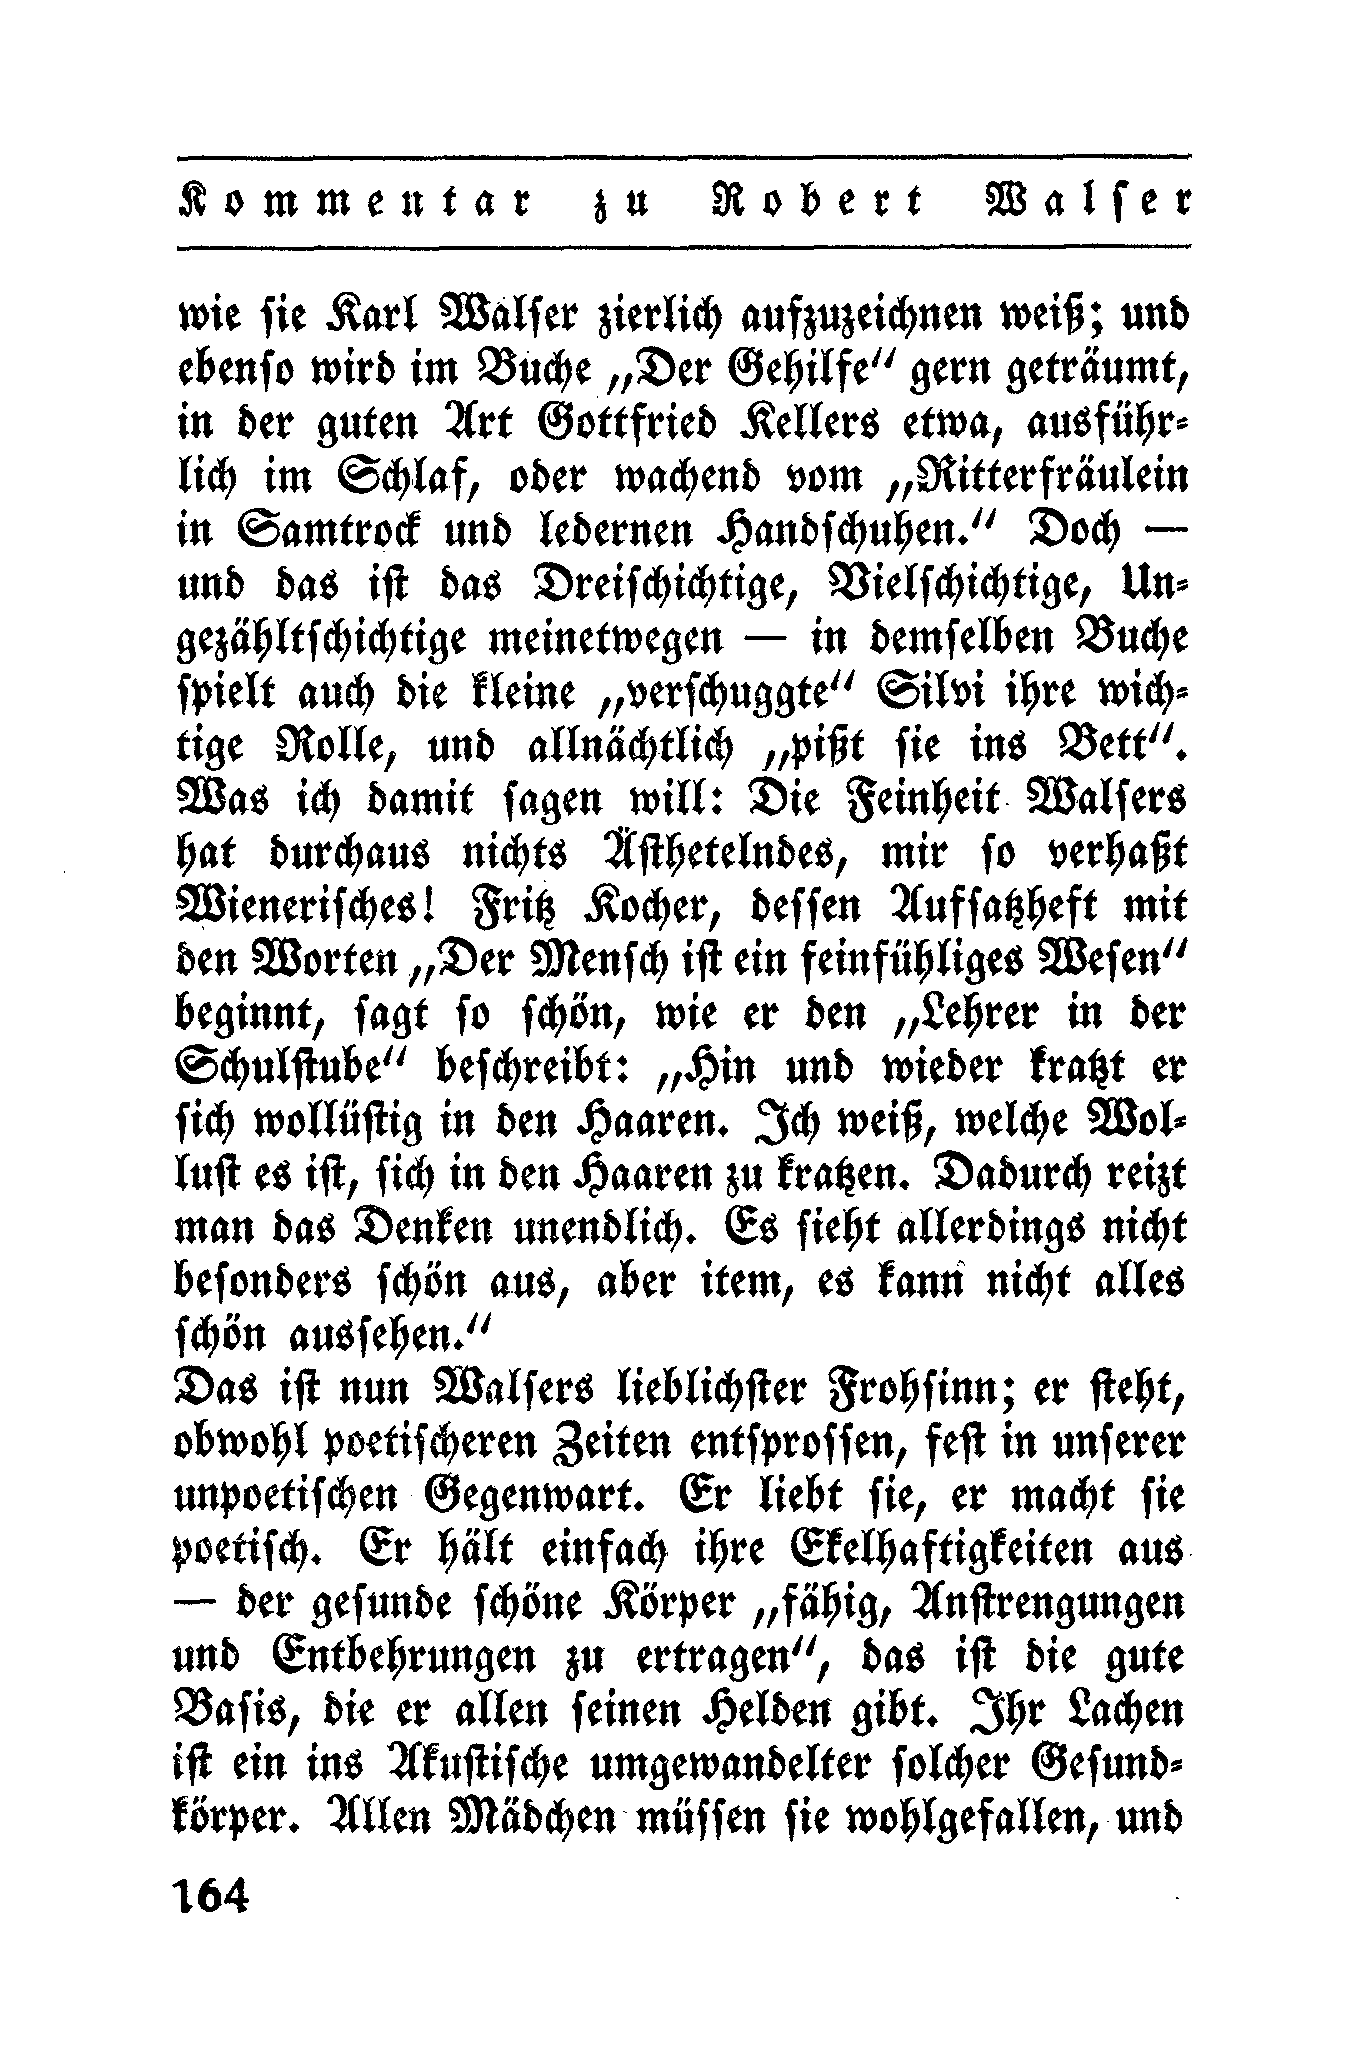 Kommentar zu Robert Walser
wie sie Karl Walser zierlich aufzuzeichnen weiß; und
ebenso wird im Buche „Der Gehilfe“ gern geträumt,
in der guten Art Gottfried Kellers etwa, ausführ-
lich im Schlaf, oder wachend vom „Ritterfräulein
in Samtrock und ledernen Handschuhen.“ Doch —
und das ist das Dreischichtige, Vielschichtige, Un-
gezähltschichtige meinetwegen — in demselben Buche
spielt auch die kleine „verschuggte“ Silvi ihre wich-
tige Rolle, und allnächtlich „pißt sie ins Bett“.
Was ich damit sagen will: Die Feinheit Walsers
hat durchaus nichts Ästhetelndes, mir so verhaßt
Wienerisches! Fritz Kocher, dessen Aufsatzheft mit
den Worten „Der Mensch ist ein feinfühliges Wesen“
beginnt, sagt so schön, wie er den „Lehrer in der
Schulstube“ beschreibt: „Hin und wieder kratzt er
sich wollüstig in den Haaren. Ich weiß, welche Wol-
lust es ist, sich in den Haaren zu kratzen. Dadurch reizt
man das Denken unendlich. Es sieht allerdings nicht
besonders schön aus, aber item, es kann nicht alles
schön aussehen.“
Das ist nun Walsers lieblichster Frohsinn; er steht,
obwohl poetischeren Zeiten entsprossen, fest in unserer
unpoetischen Gegenwart. Er liebt sie, er macht sie
poetisch. Er hält einfach ihre Ekelhaftigkeiten aus
— der gesunde schöne Körper „fähig, Anstrengungen
und Entbehrungen zu ertragen“, das ist die gute
Basis, die er allen seinen Helden gibt. Ihr Lachen
ist ein ins Akustische umgewandelter solcher Gesund-
körper. Allen Mädchen müssen sie wohlgefallen, und
164